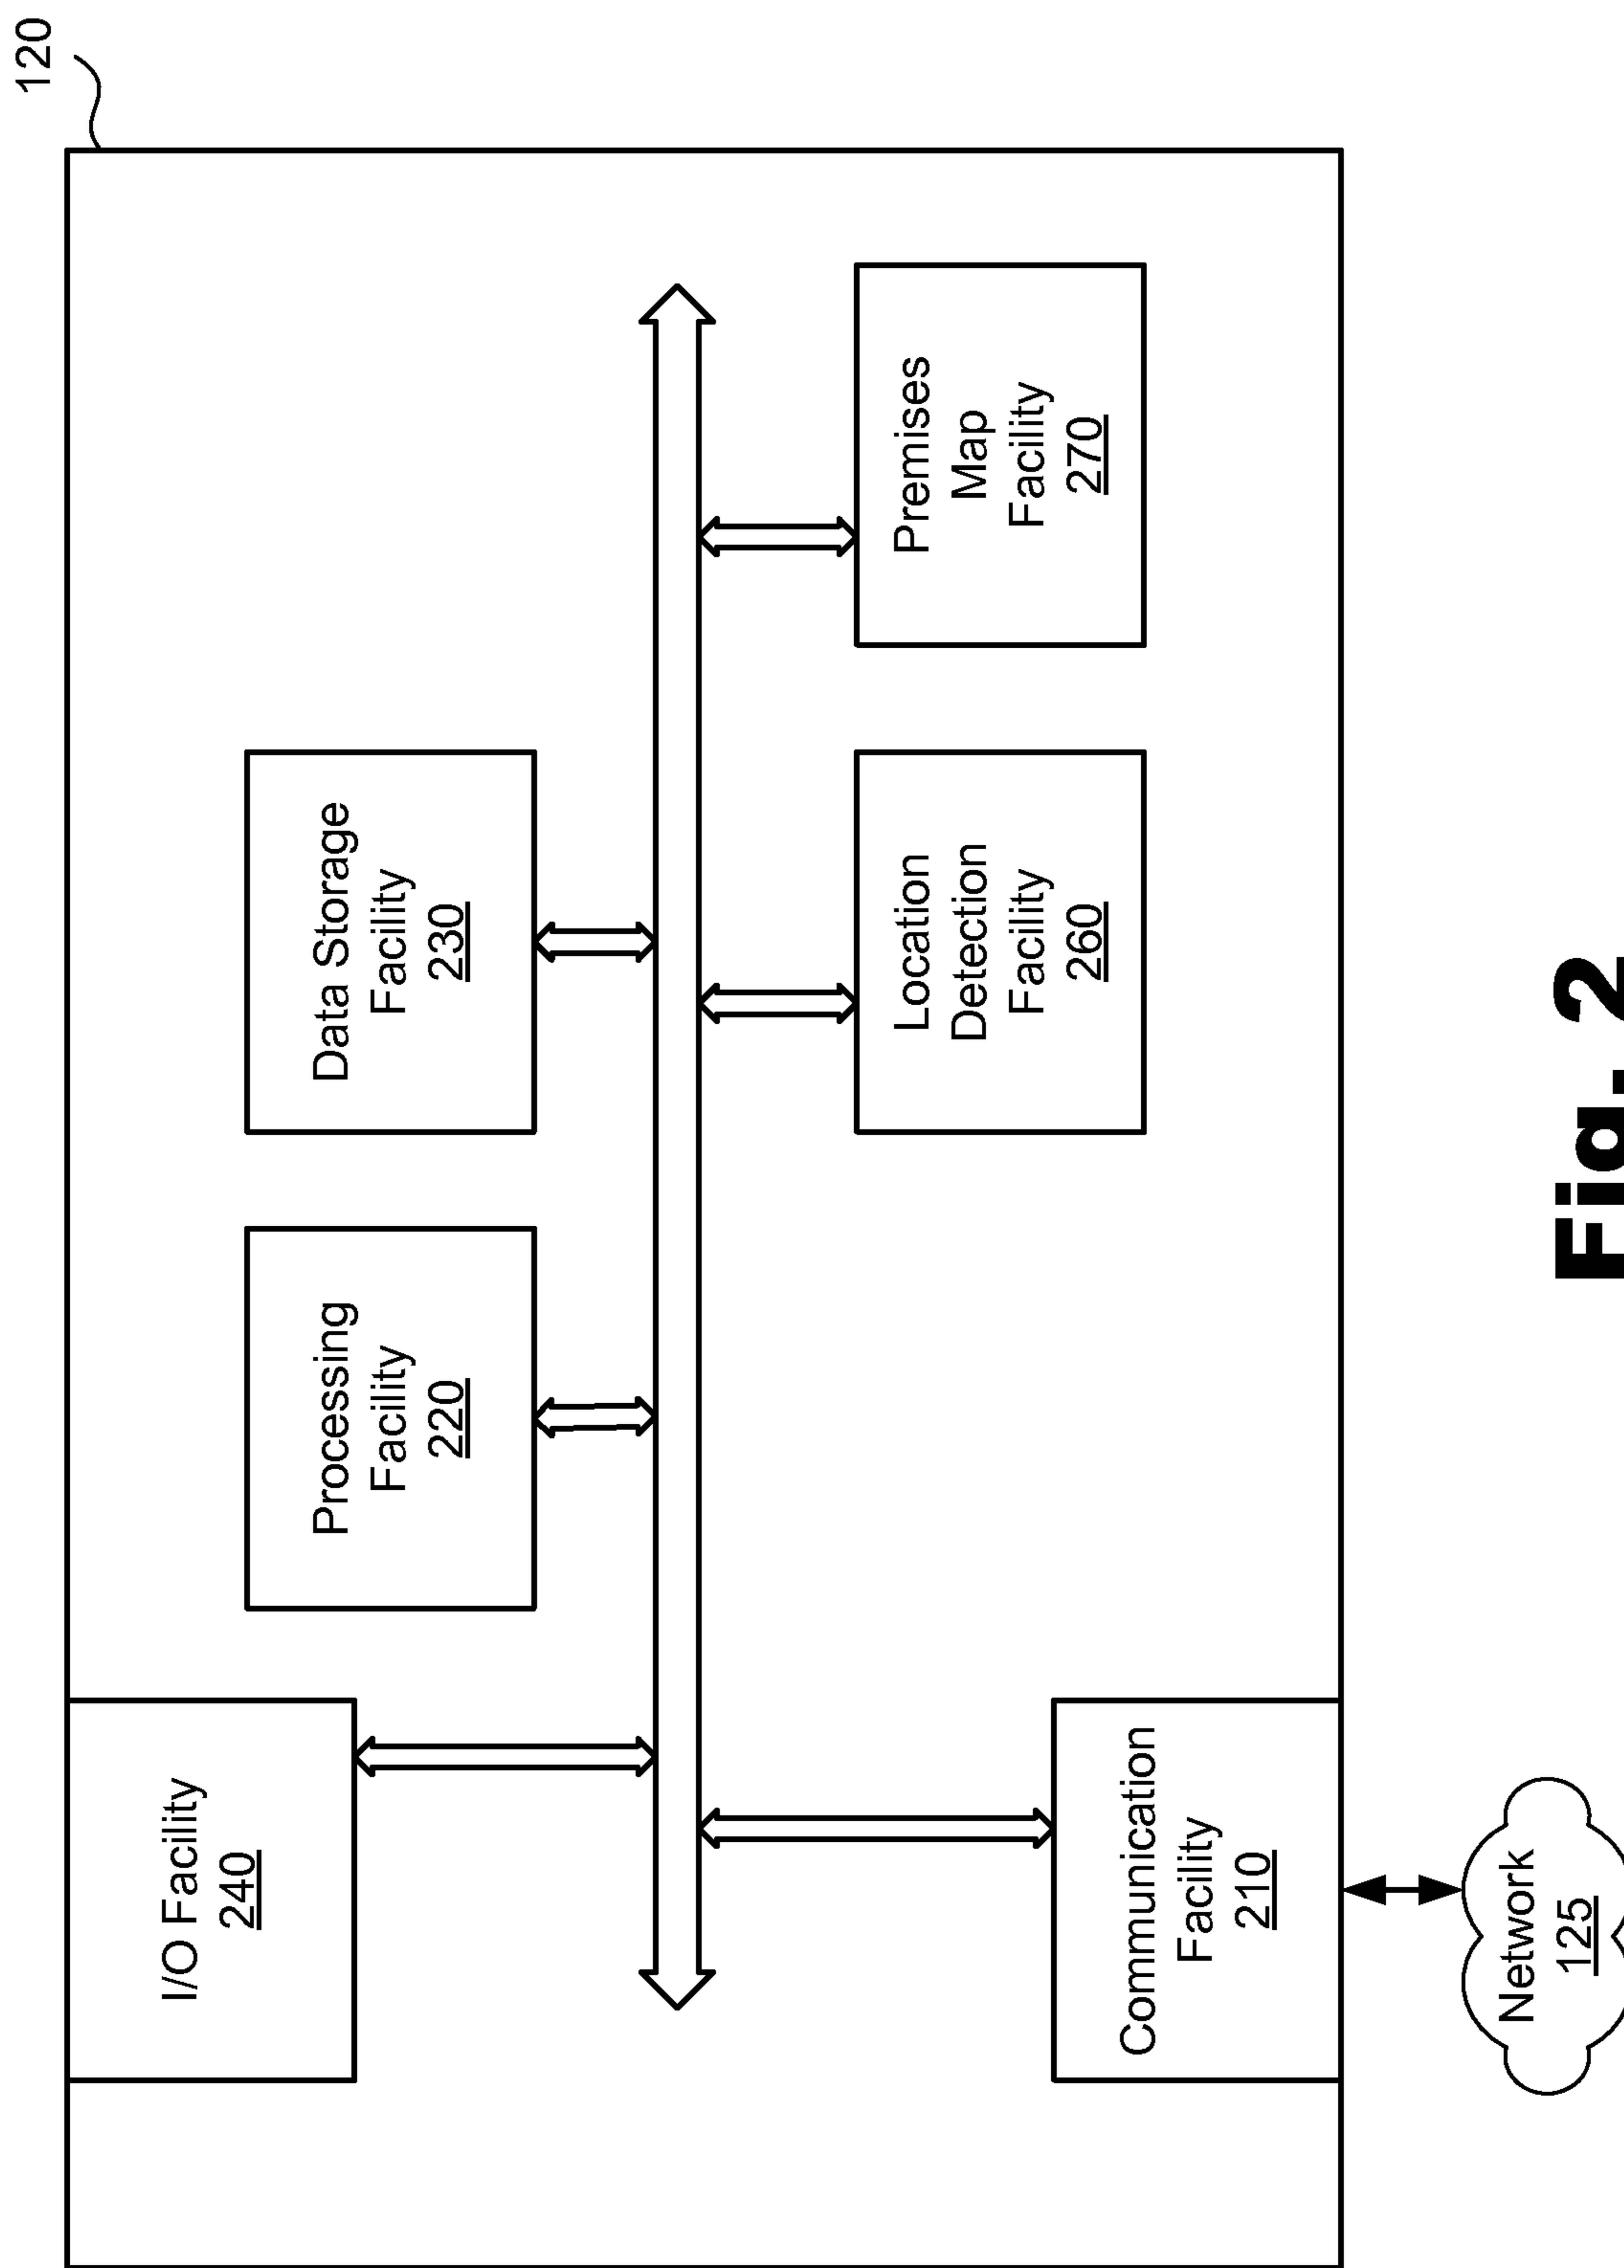 120
I/O Facility
240
Processing
Facility
220
Data Storage
Facility
230
Communication
Facility
210
Location
Detection
Facility
260
Premises
Map
Facility
270
Network
125
Fig. 2